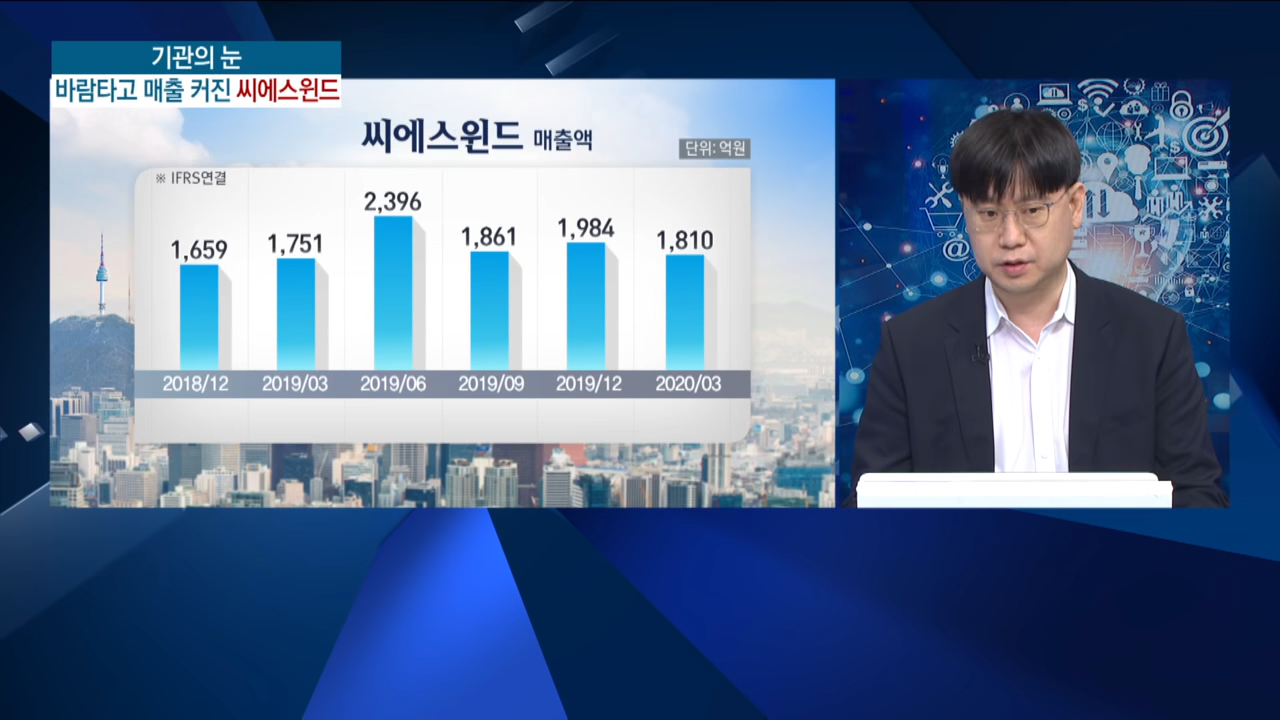 기관의 눈
바람타고 매출 커진 씨에스윈드
씨에스윈드 매출액
단위: 억원
※ IFRS연결
1,659 1,751 2,396 1,861 1,984 1,810
2018/12 2019/03 2019/06 2019/09 2019/12 2020/03